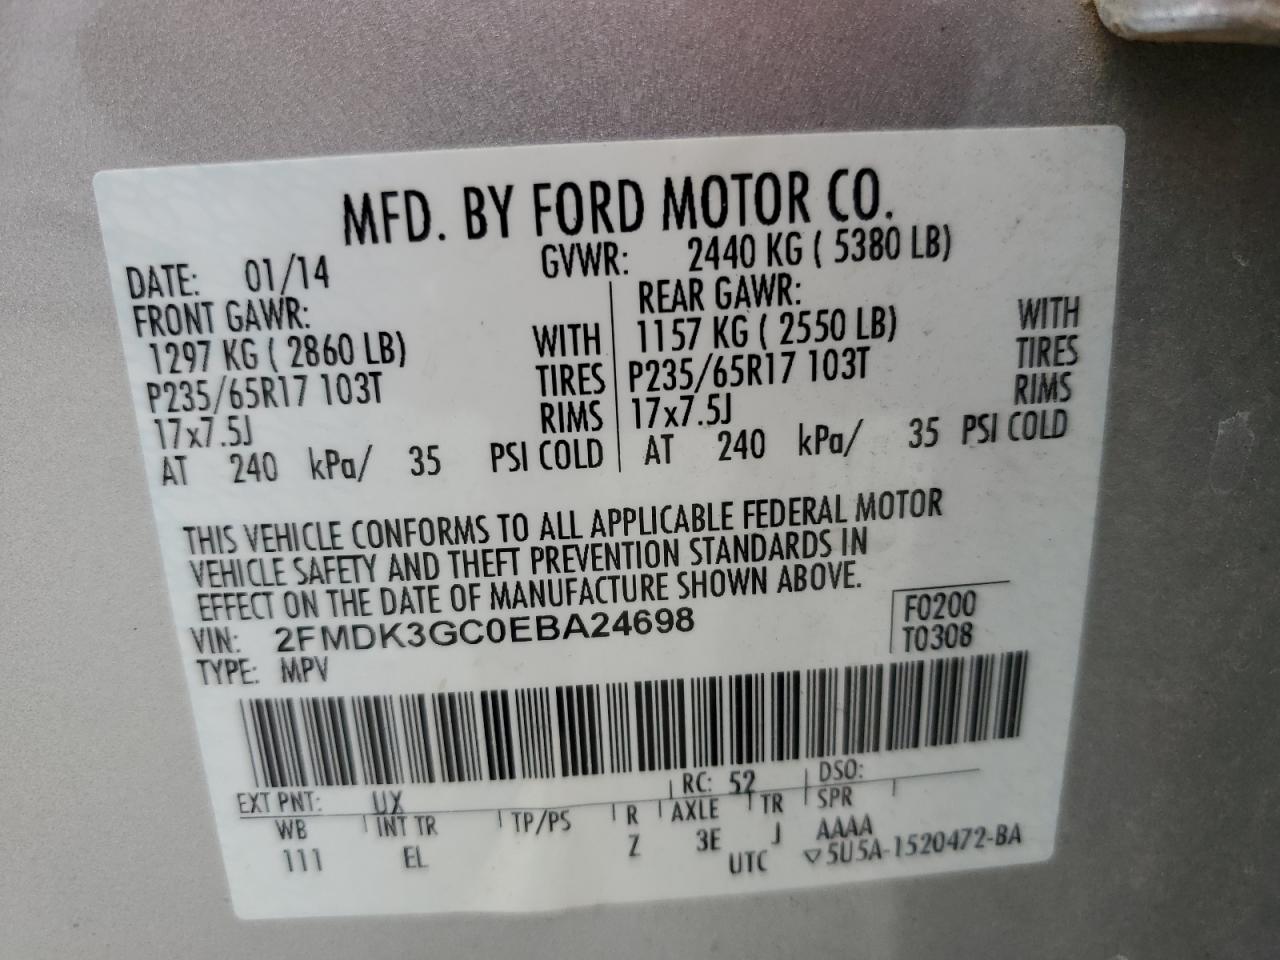 MFD. BY FORD MOTOR CO.
DATE: 01/14 GVWR: 2440 KG ( 5380 LB)
FRONT GAWR:
1297 KG ( 2860 LB) WITH
P235/65R17 103T TIRES
17x7.5J RIMS
AT 240 kPa/ 35 PSI COLD
REAR GAWR:
1157 KG ( 2550 LB) WITH
P235/65R17 103T TIRES
17x7.5J RIMS
AT 240 kPa/ 35 PSI COLD
THIS VEHICLE CONFORMS TO ALL APPLICABLE FEDERAL MOTOR
VEHICLE SAFETY AND THEFT PREVENTION STANDARDS IN
EFFECT ON THE DATE OF MANUFACTURE SHOWN ABOVE.
VIN: 2FMDK3GC0EBA24698
TYPE: MPV
F0200
T0308
EXT PNT: UX RC: 52 DSO:
WB INT TR TP/PS R AXLE TR SPR
111 EL Z 3E J AAAA
UTC ▽5U5A-1520472-BA